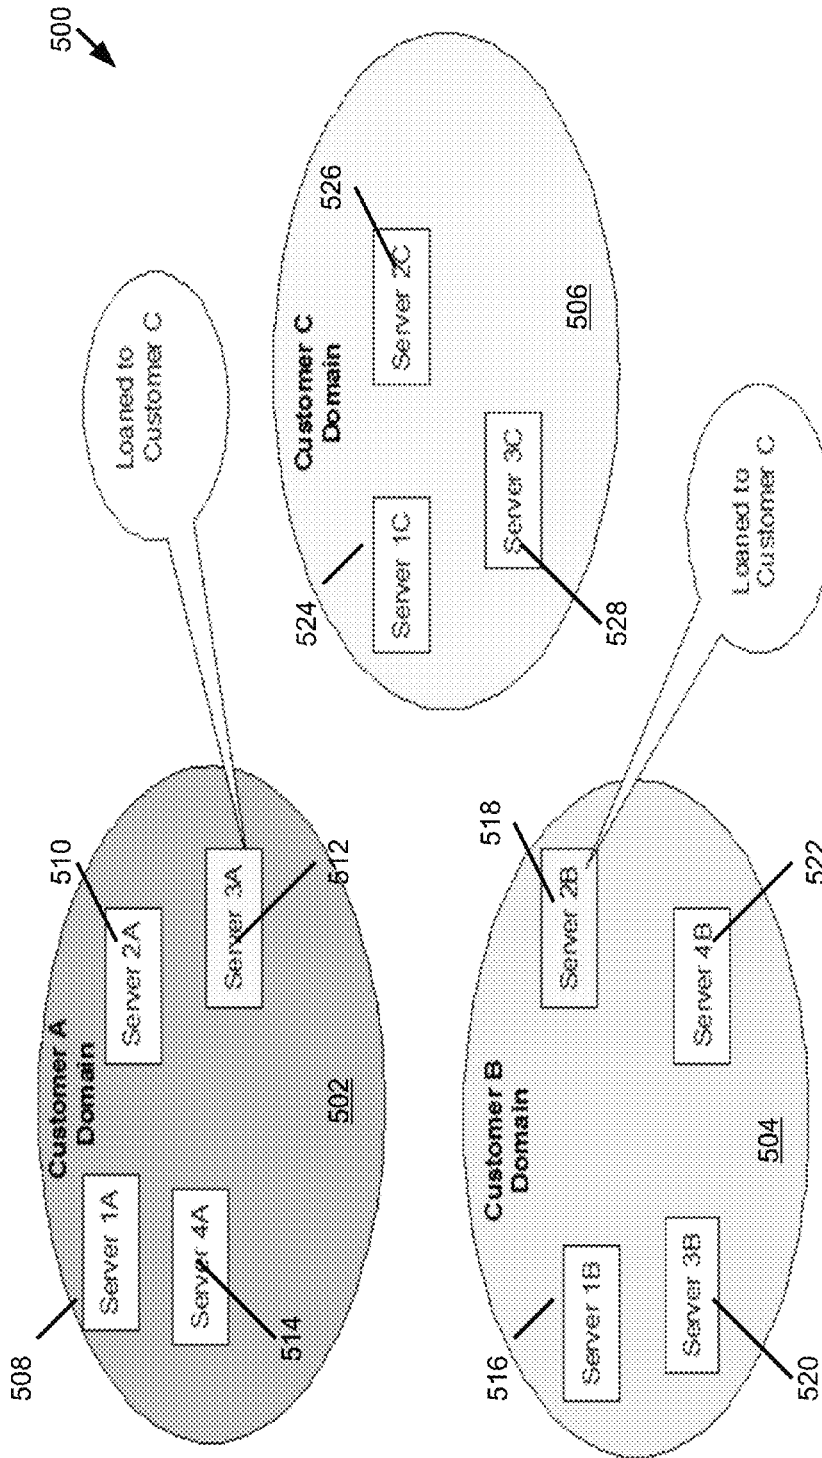 500
Customer A
Domain
508
Server 1A
510
Server 2A
Server 3A
512
Server 4A
514
502
Loaned to
Customer C
Customer B
Domain
516
Server 1B
518
Server 2B
Server 3B
520
Server 4B
522
504
Loaned to
Customer C
Customer C
Domain
524
Server 1C
526
Server 2C
Server 3C
528
506